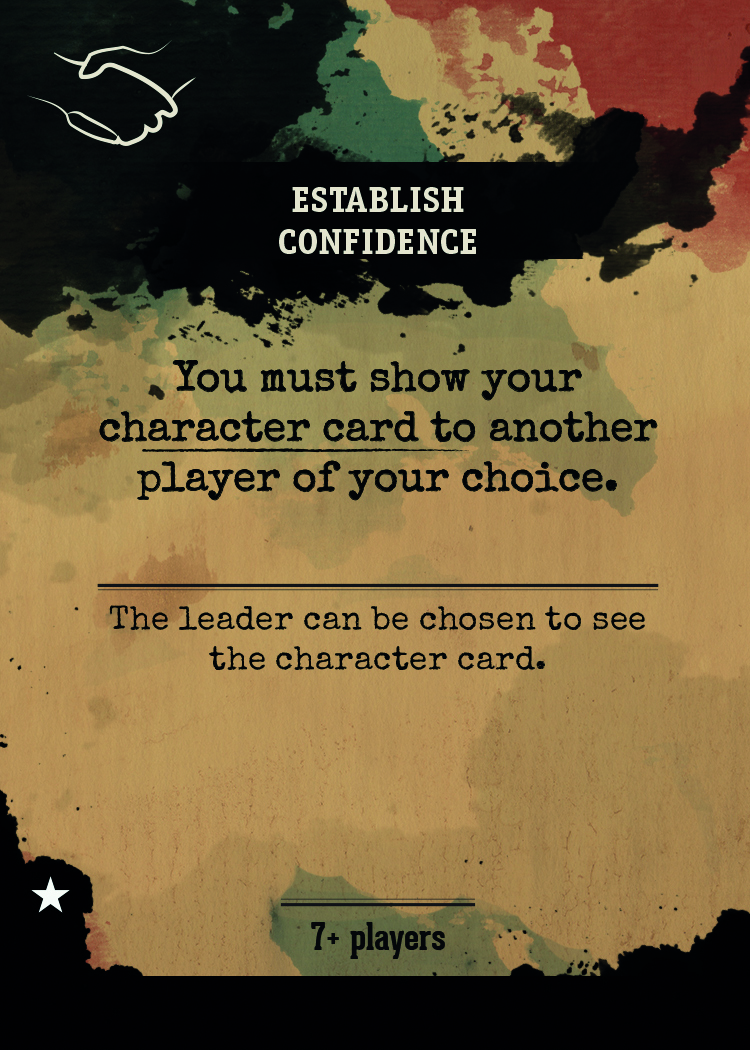 ESTABLISH
CONFIDENCE
You must show your
character card to another
player of your choice.
The leader can be chosen to see
the character card.
7+ players